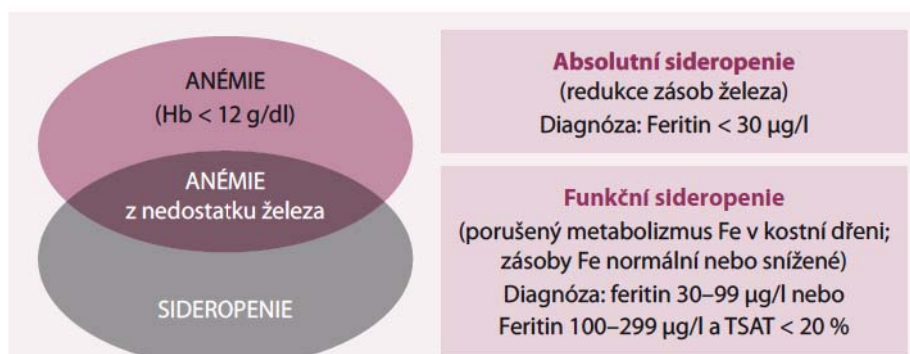 ANÉMIE
(Hb < 12 g/dl)
ANÉMIE
z nedostatku železa
SIDEROPENIE
Absolutní sideropenie
(redukce zásob železa)
Diagnóza: Feritin < 30 µg/l
Funkční sideropenie
(porušený metabolizmus Fe v kostní dřeni;
zásoby Fe normální nebo snížené)
Diagnóza: feritin 30–99 µg/l nebo
Feritin 100–299 µg/l a TSAT < 20 %